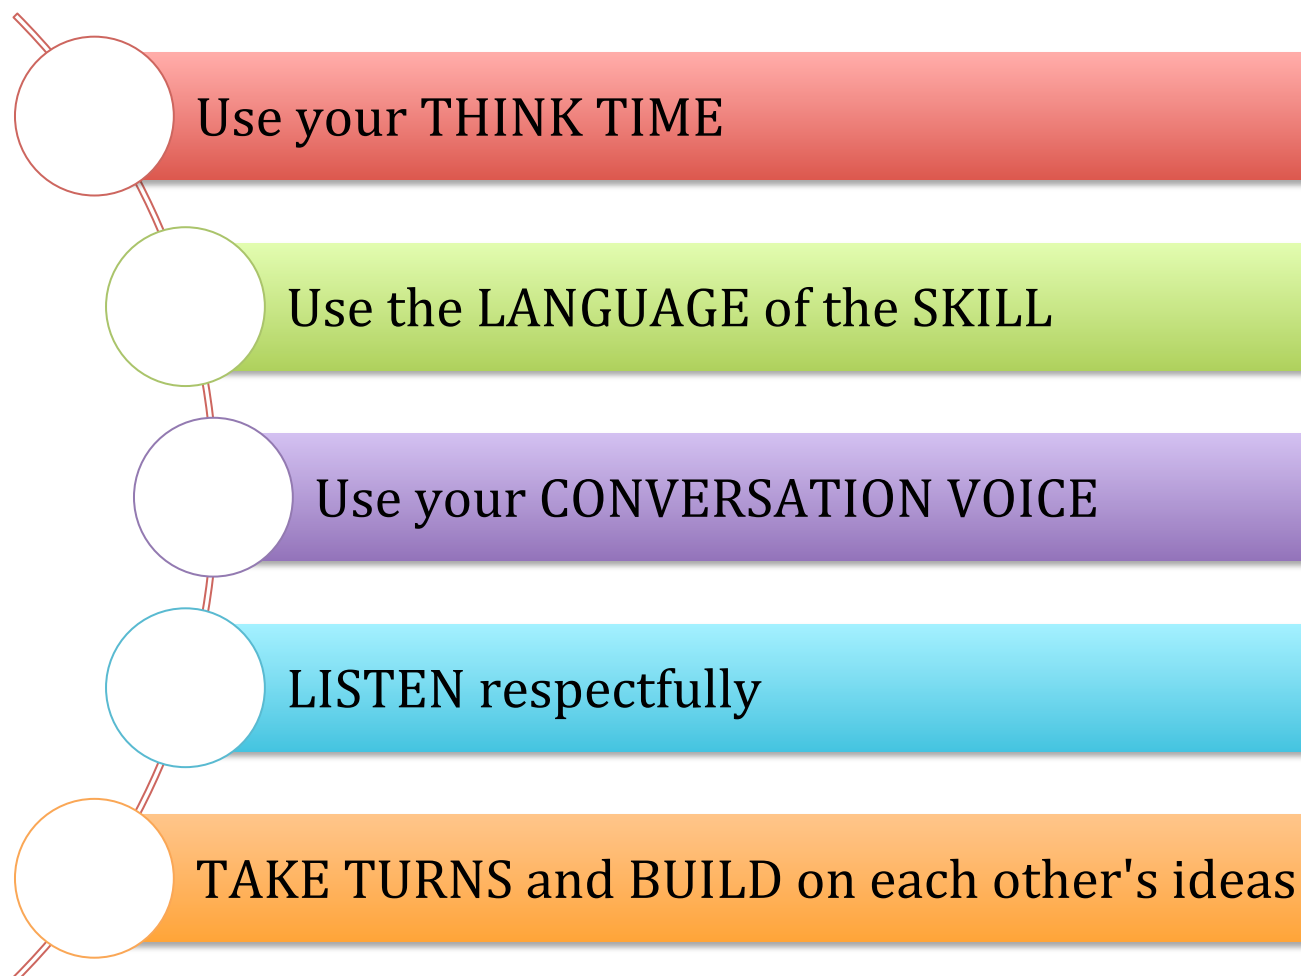 Use your THINK TIME
Use the LANGUAGE of the SKILL
Use your CONVERSATION VOICE
LISTEN respectfully
TAKE TURNS and BUILD on each other's ideas